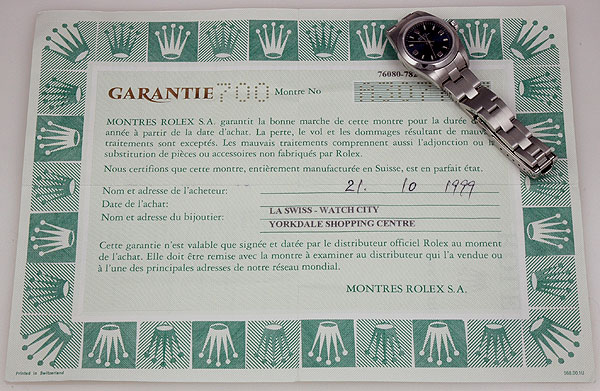 76080-782
GARANTIE 700 Montre No
MONTRES ROLEX S.A. garantit la bonne marche de cette montre pour la durée d'
année à partir de la date d'achat. La perte, le vol et les dommages résultant de mauv
traitements sont exceptés. Les mauvais traitements comprennent aussi l'adjonction ou l
substitution de pièces ou accessoires non fabriqués par Rolex.
Nous certifions que cette montre, entièrement manufacturée en Suisse, est en parfait état.
Nom et adresse de l'acheteur: 21. 10 1999
Date de l'achat: LA SWISS - WATCH CITY
Nom et adresse du bijoutier: YORKDALE SHOPPING CENTRE
Cette garantie n'est valable que signée et datée par le distributeur officiel Rolex au moment
de l'achat. Elle doit être remise avec la montre à examiner au distributeur qui l'a vendue ou
à l'une des principales adresses de notre réseau mondial.
MONTRES ROLEX S.A.
Printed in Switzerland